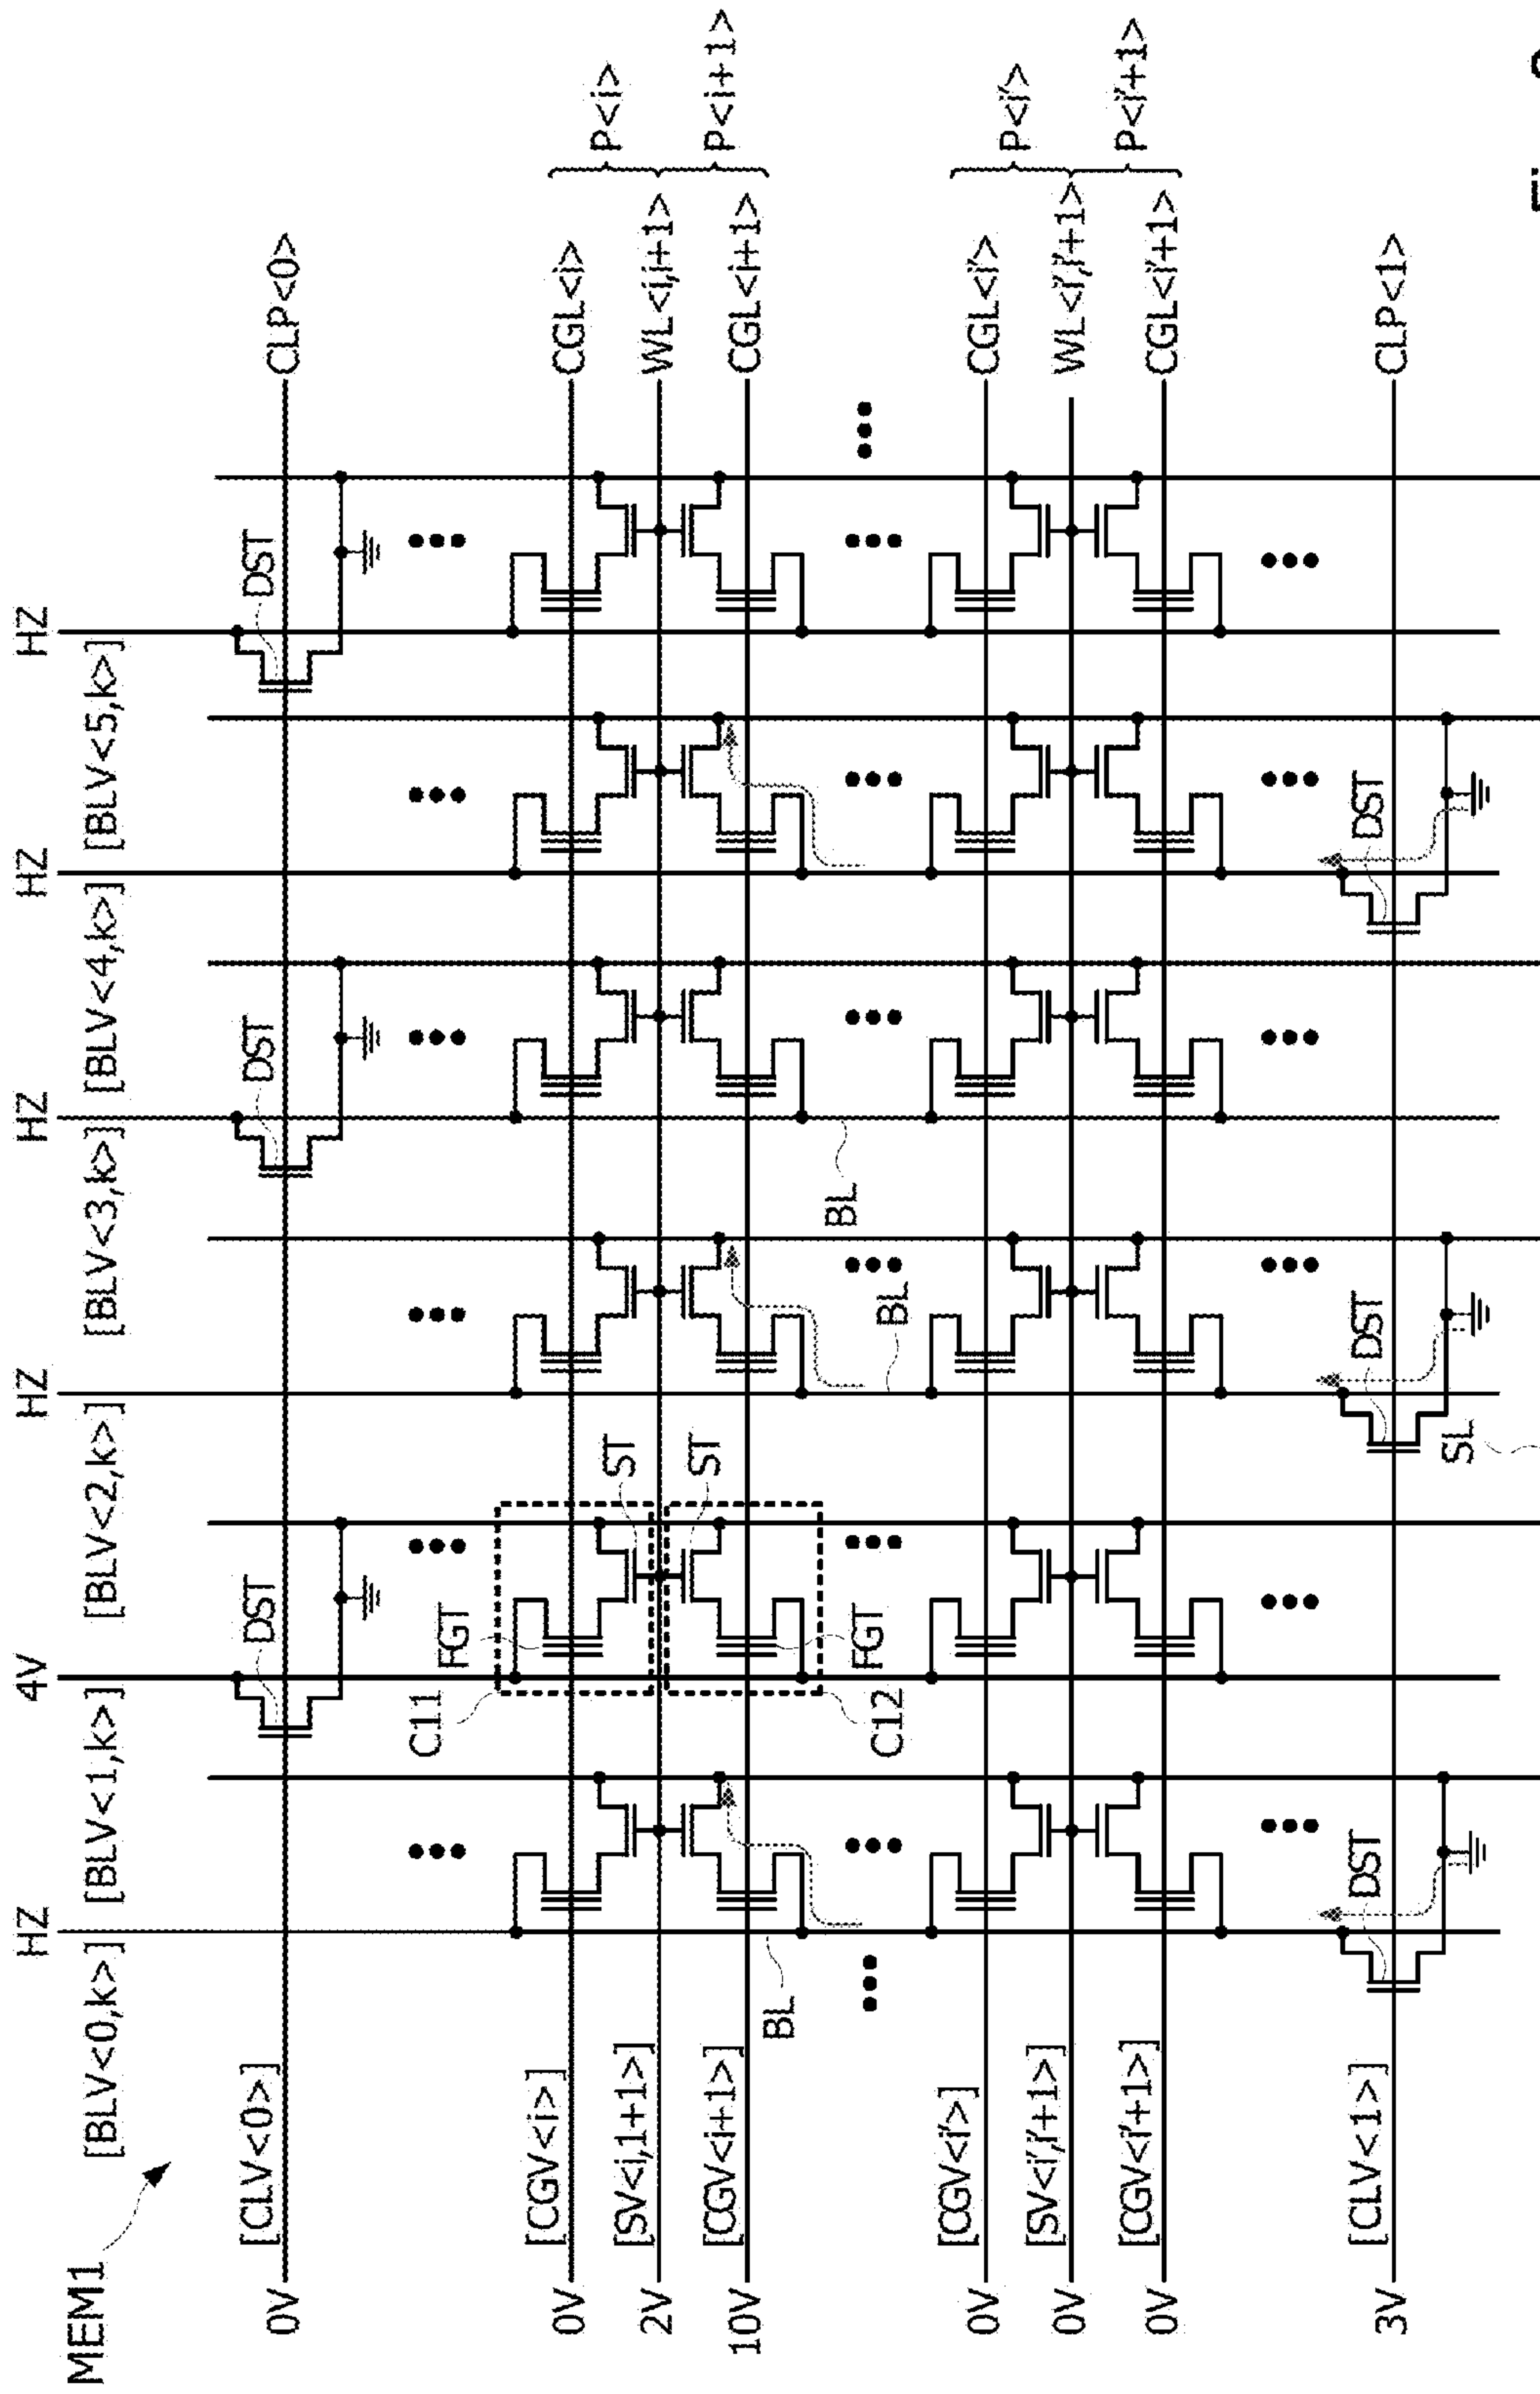 MEM1
HZ 4V HZ HZ HZ HZ
[BLV<0,k>] [BLV<1,k>] [BLV<2,k>] [BLV<3,k>] [BLV<4,k>] [BLV<5,k>]
DST DST DST
0V [CLV<0>] CLP<0>
C11 FGT ST
0V [CGV<i>] CGL<i> P<i>
2V [SV<i,1+1>] WL<i,i+1>
10V [CGV<i+1>] CGL<i+1> P<i+1>
ST
BL C12 FGT BL BL
0V [CGV<i'>] CGL<i'> P<i'>
0V [SV<i',i'+1>] WL<i',i'+1>
0V [CGV<i'+1>] CGL<i'+1> P<i'+1>
DST DST DST
3V [CLV<1>] CLP<1>
SL